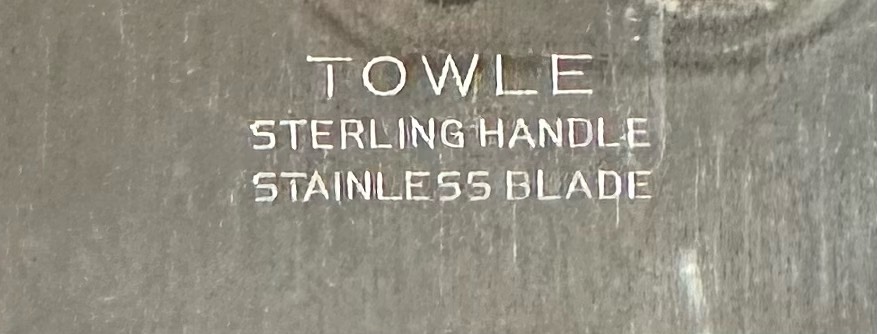 TOWLE
STERLING HANDLE
STAINLESS BLADE